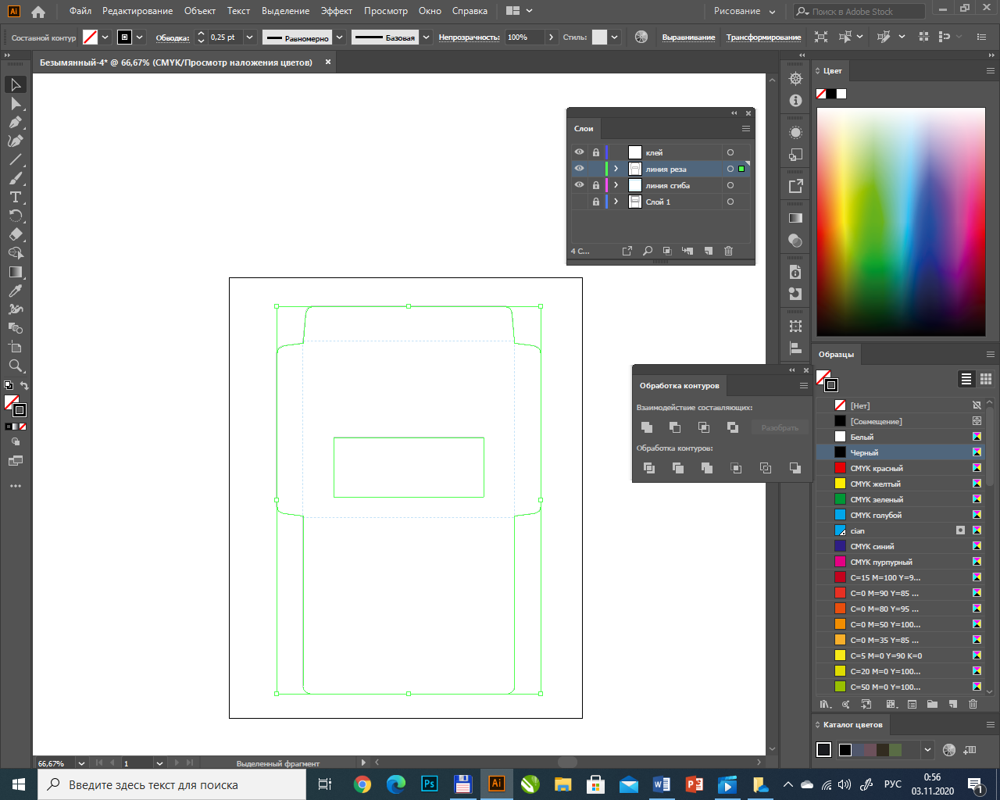 Ai Файл Редактирование Объект Текст Выделение Эффект Просмотр Окно Справка Рисование Поиск в Adobe Stock
Составной контур Обводка: 0,25 pt Равномерно Базовая Непрозрачность: 100% Стиль: Выравнивание Трансформирование
Безымянный-4* @ 66,67% (CMYK/Просмотр наложения цветов)
Слои
клей
линия реза
линия сгиба
Слой 1
4 С...
Обработка контуров
Взаимодействие составляющих:
Разобрать
Обработка контуров:
Цвет
Образцы
[Нет]
[Совмещение]
Белый
Черный
CMYK красный
CMYK желтый
CMYK зеленый
CMYK голубой
cian
CMYK синий
CMYK пурпурный
C=15 M=100 Y=9...
C=0 M=90 Y=85 ...
C=0 M=80 Y=95 ...
C=0 M=50 Y=100...
C=0 M=35 Y=85 ...
C=5 M=0 Y=90 K=0
C=20 M=0 Y=100...
C=50 M=0 Y=100...
Каталог цветов
66,67% 1 Выделенный фрагмент
Введите здесь текст для поиска
Ps Ai
РУС
0:56
03.11.2020
1